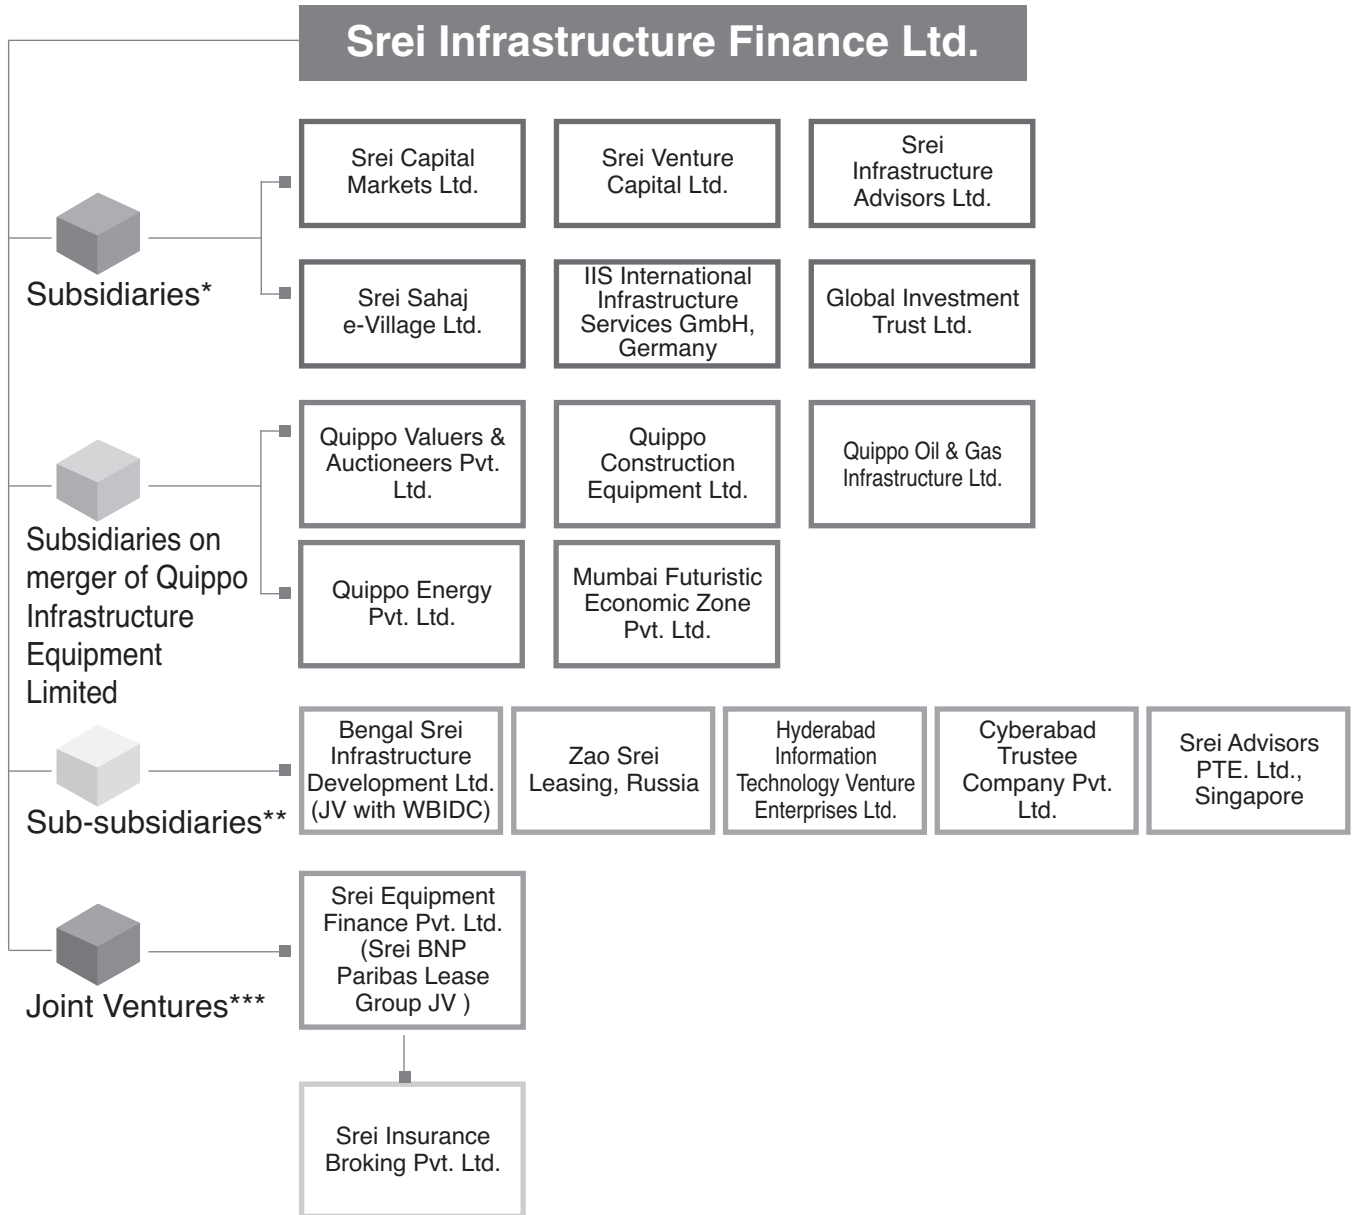 Srei Infrastructure Finance Ltd.
Subsidiaries*
Srei Capital
Markets Ltd.
Srei Venture
Capital Ltd.
Srei
Infrastructure
Advisors Ltd.
Srei Sahaj
e-Village Ltd.
IIS International
Infrastructure
Services GmbH,
Germany
Global Investment
Trust Ltd.
Subsidiaries on
merger of Quippo
Infrastructure
Equipment
Limited
Quippo Valuers &
Auctioneers Pvt.
Ltd.
Quippo
Construction
Equipment Ltd.
Quippo Oil & Gas
Infrastructure Ltd.
Quippo Energy
Pvt. Ltd.
Mumbai Futuristic
Economic Zone
Pvt. Ltd.
Sub-subsidiaries**
Bengal Srei
Infrastructure
Development Ltd.
(JV with WBIDC)
Zao Srei
Leasing, Russia
Hyderabad
Information
Technology Venture
Enterprises Ltd.
Cyberabad
Trustee
Company Pvt.
Ltd.
Srei Advisors
PTE. Ltd.,
Singapore
Joint Ventures***
Srei Equipment
Finance Pvt. Ltd.
(Srei BNP
Paribas Lease
Group JV )
Srei Insurance
Broking Pvt. Ltd.